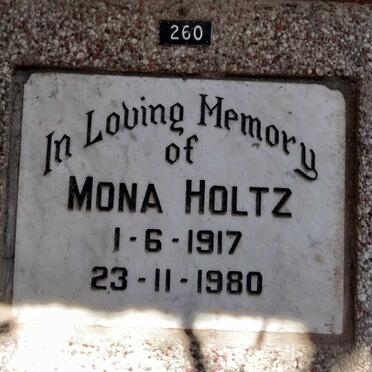 260
In Loving Memory
of
MONA HOLTZ
1-6-1917
23-11-1980